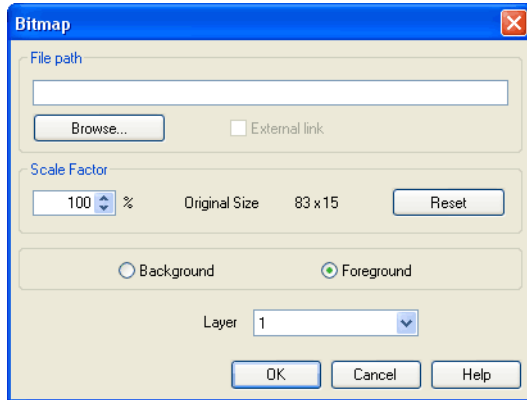 Bitmap
File path
Browse...
External link
Scale Factor
100 % Original Size 83 x 15 Reset
Background Foreground
Layer 1
OK Cancel Help